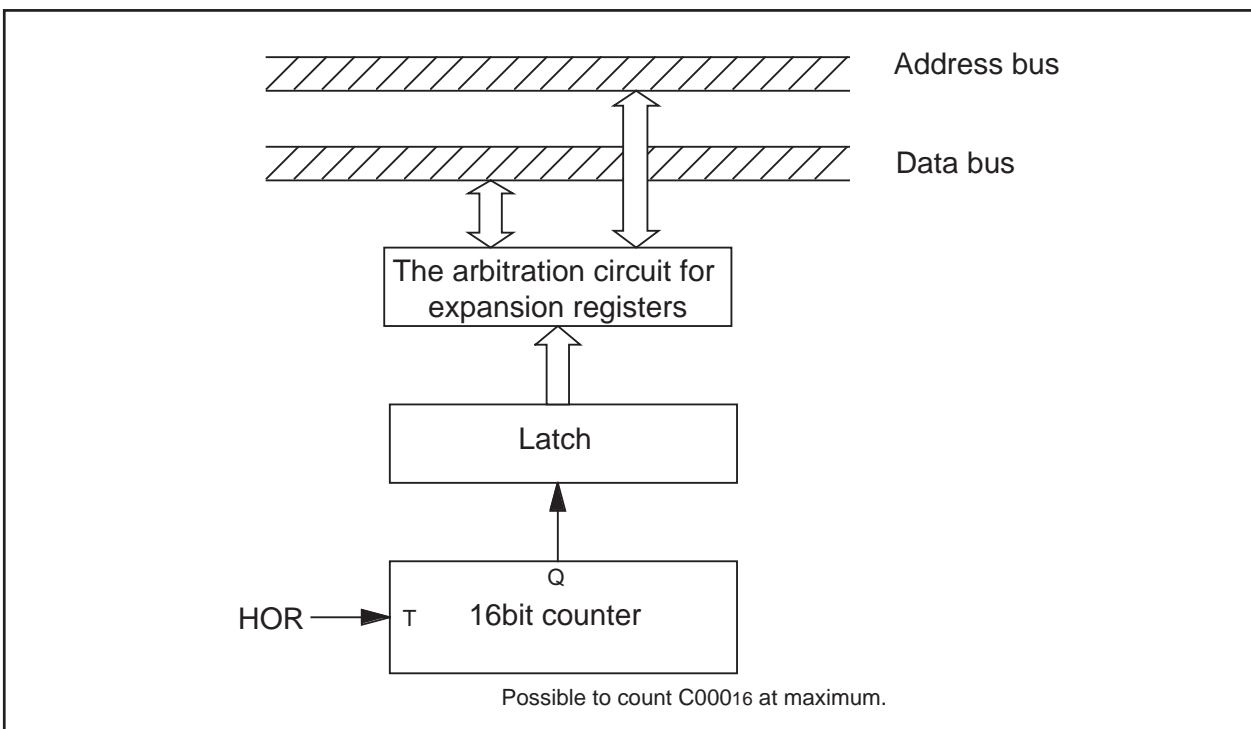 Address bus
Data bus
The arbitration circuit for
expansion registers
Latch
Q
HOR
T
16bit counter
Possible to count C00016 at maximum.